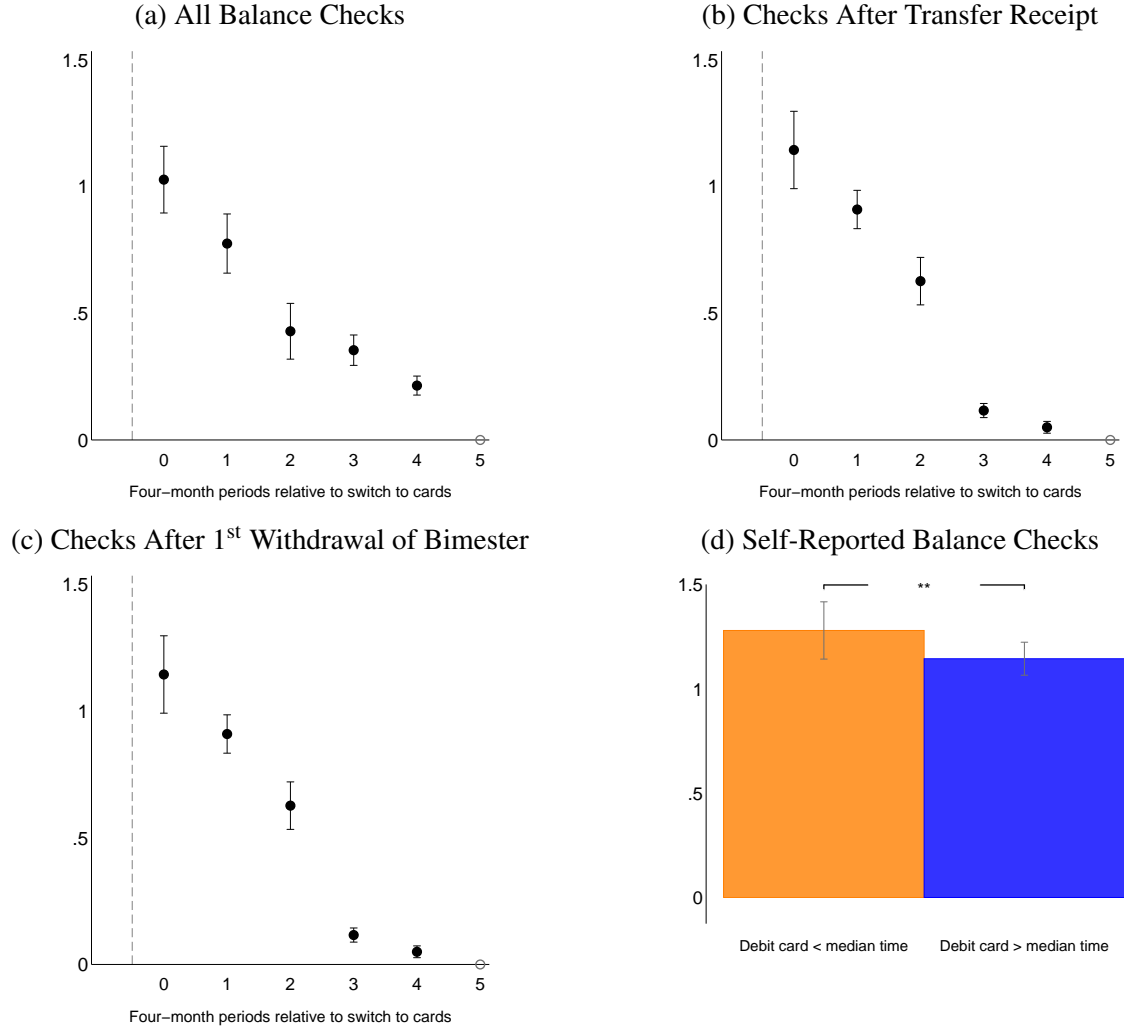 (a) All Balance Checks
1.5
1
.5
0
0 1 2 3 4 5
Four−month periods relative to switch to cards
(b) Checks After Transfer Receipt
1.5
1
.5
0
0 1 2 3 4 5
Four−month periods relative to switch to cards
(c) Checks After 1st Withdrawal of Bimester
1.5
1
.5
0
0 1 2 3 4 5
Four−month periods relative to switch to cards
(d) Self-Reported Balance Checks
**
1.5
1
.5
0
Debit card < median time Debit card > median time